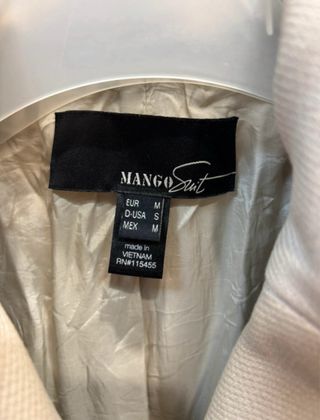 MANGO Suit
EUR M
D-USA S
MEX M
made in
VIETNAM
RN#115455